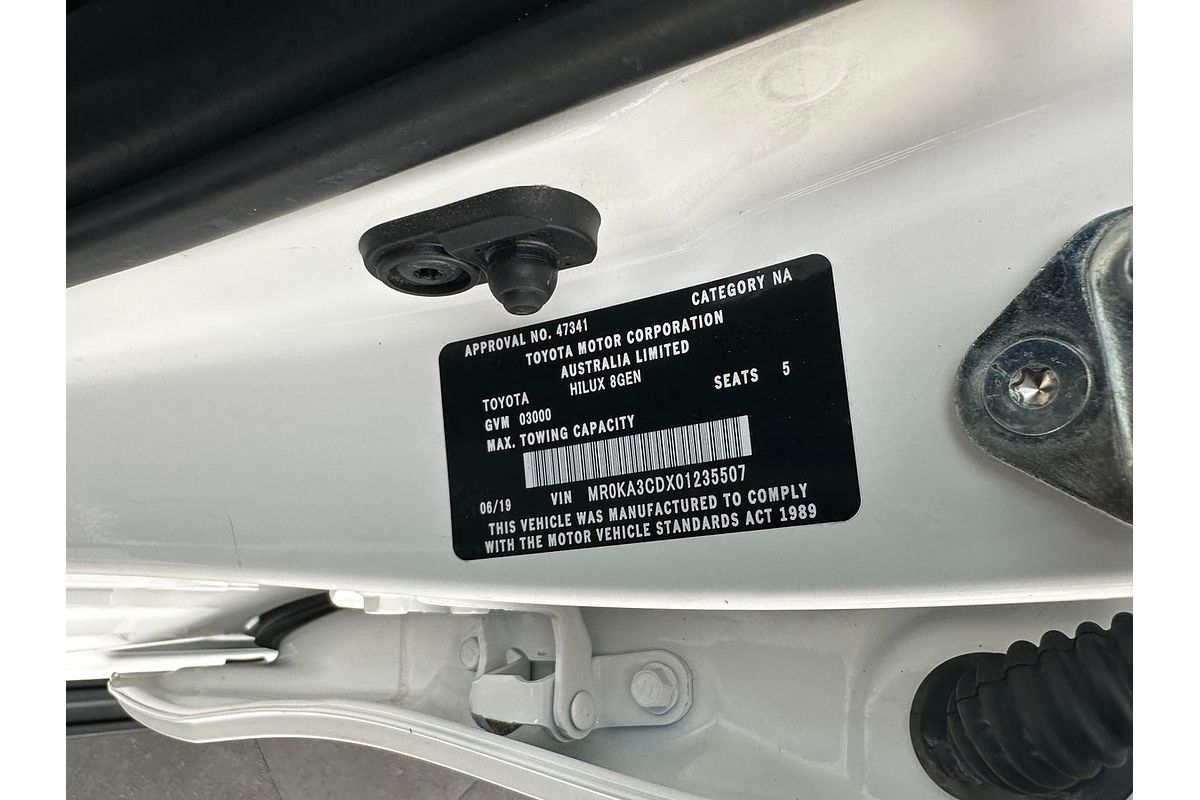 APPROVAL NO. 47341 CATEGORY NA
TOYOTA MOTOR CORPORATION
AUSTRALIA LIMITED
TOYOTA HILUX 8GEN SEATS 5
GVM 03000
MAX. TOWING CAPACITY
06/19 VIN MR0KA3CDX01235507
THIS VEHICLE WAS MANUFACTURED TO COMPLY
WITH THE MOTOR VEHICLE STANDARDS ACT 1989